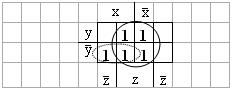 x x̄
y 1 1
ȳ 1 1 1
z̄ z z̄